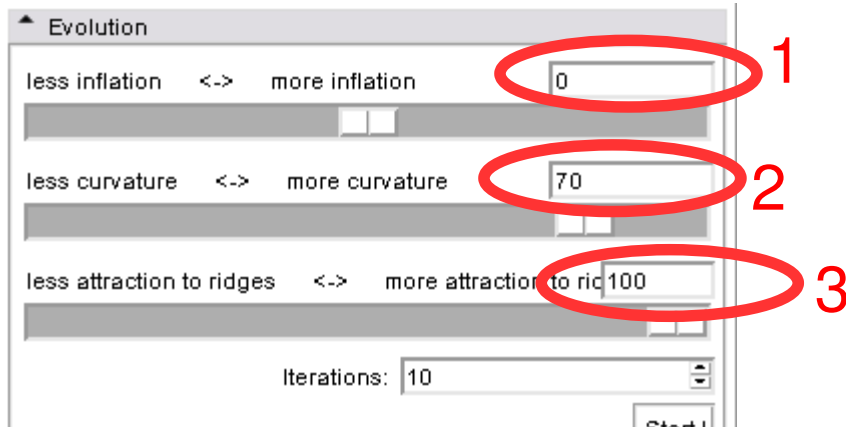 Evolution
less inflation <-> more inflation 0 1
less curvature <-> more curvature 70 2
less attraction to ridges <-> more attraction to ric 100 3
Iterations: 10
Start!